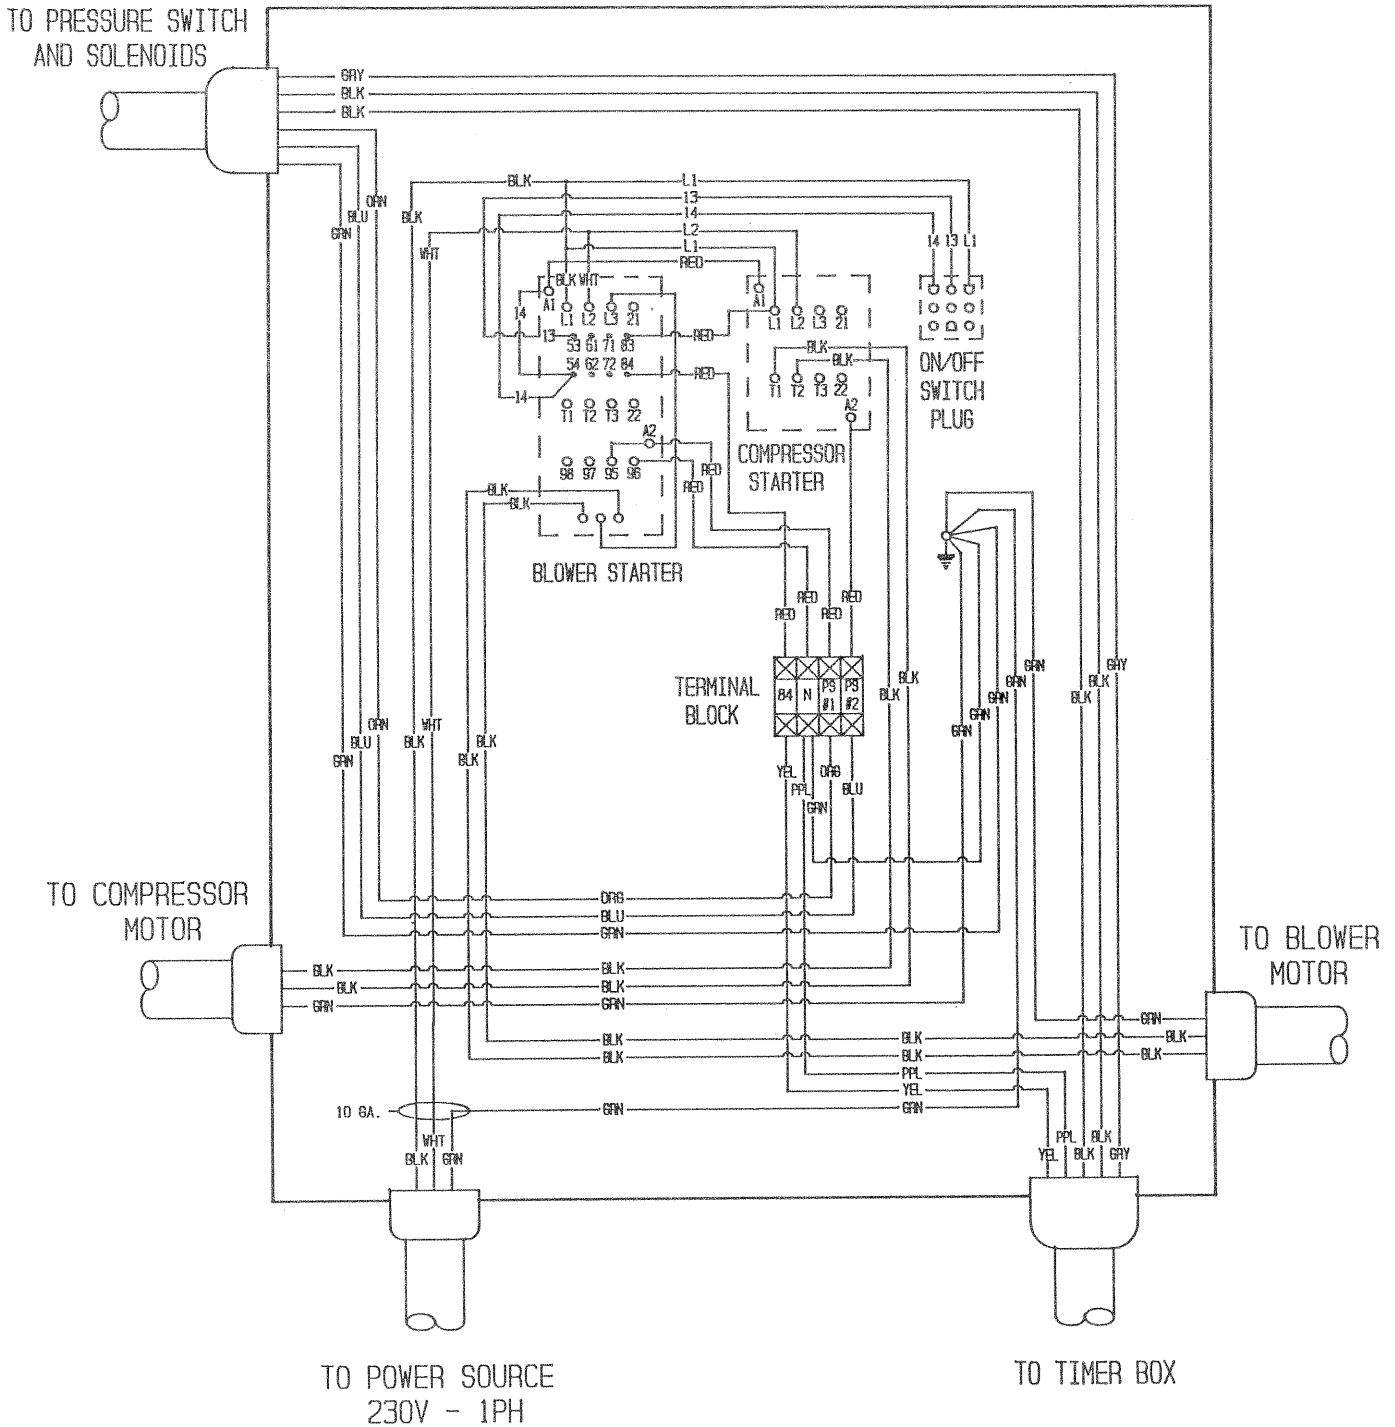 TO PRESSURE SWITCH
AND SOLENOIDS
GRY
BLK
BLK
BLK L1
13
14
L2
L1
RED
ORN
BLU
GRN
BLK
WHT
14 13 L1
BLK WHT
A1
14
L1 L2 L3 21
13
53 61 71 83
54 62 72 84
14
T1 T2 T3 22
A2
98 97 95 96
RED
RED
A1
L1 L2 L3 21
BLK
BLK
T1 T2 T3 22
A2
ON/OFF
SWITCH
PLUG
COMPRESSOR
STARTER
RED
RED
BLK
BLK
BLOWER STARTER
RED
RED
RED
RED
TERMINAL
BLOCK
84 N PS PS
#1 #2
BLK
BLK
GRN
GRN
GRN
GRN
GRN
GRY
BLK
BLK
ORN
WHT
BLU
BLK
BLK
GRN
BLK
YEL
ORG
PPL
BLU
GRN
TO COMPRESSOR
MOTOR
ORG
BLU
GRN
BLK BLK
BLK BLK
GRN GRN
TO BLOWER
MOTOR
GRN
BLK BLK BLK
BLK BLK BLK
PPL
YEL
10 GA. GRN GRN
WHT
BLK GRN
PPL BLK
YEL BLK GRY
TO POWER SOURCE
230V - 1PH
TO TIMER BOX